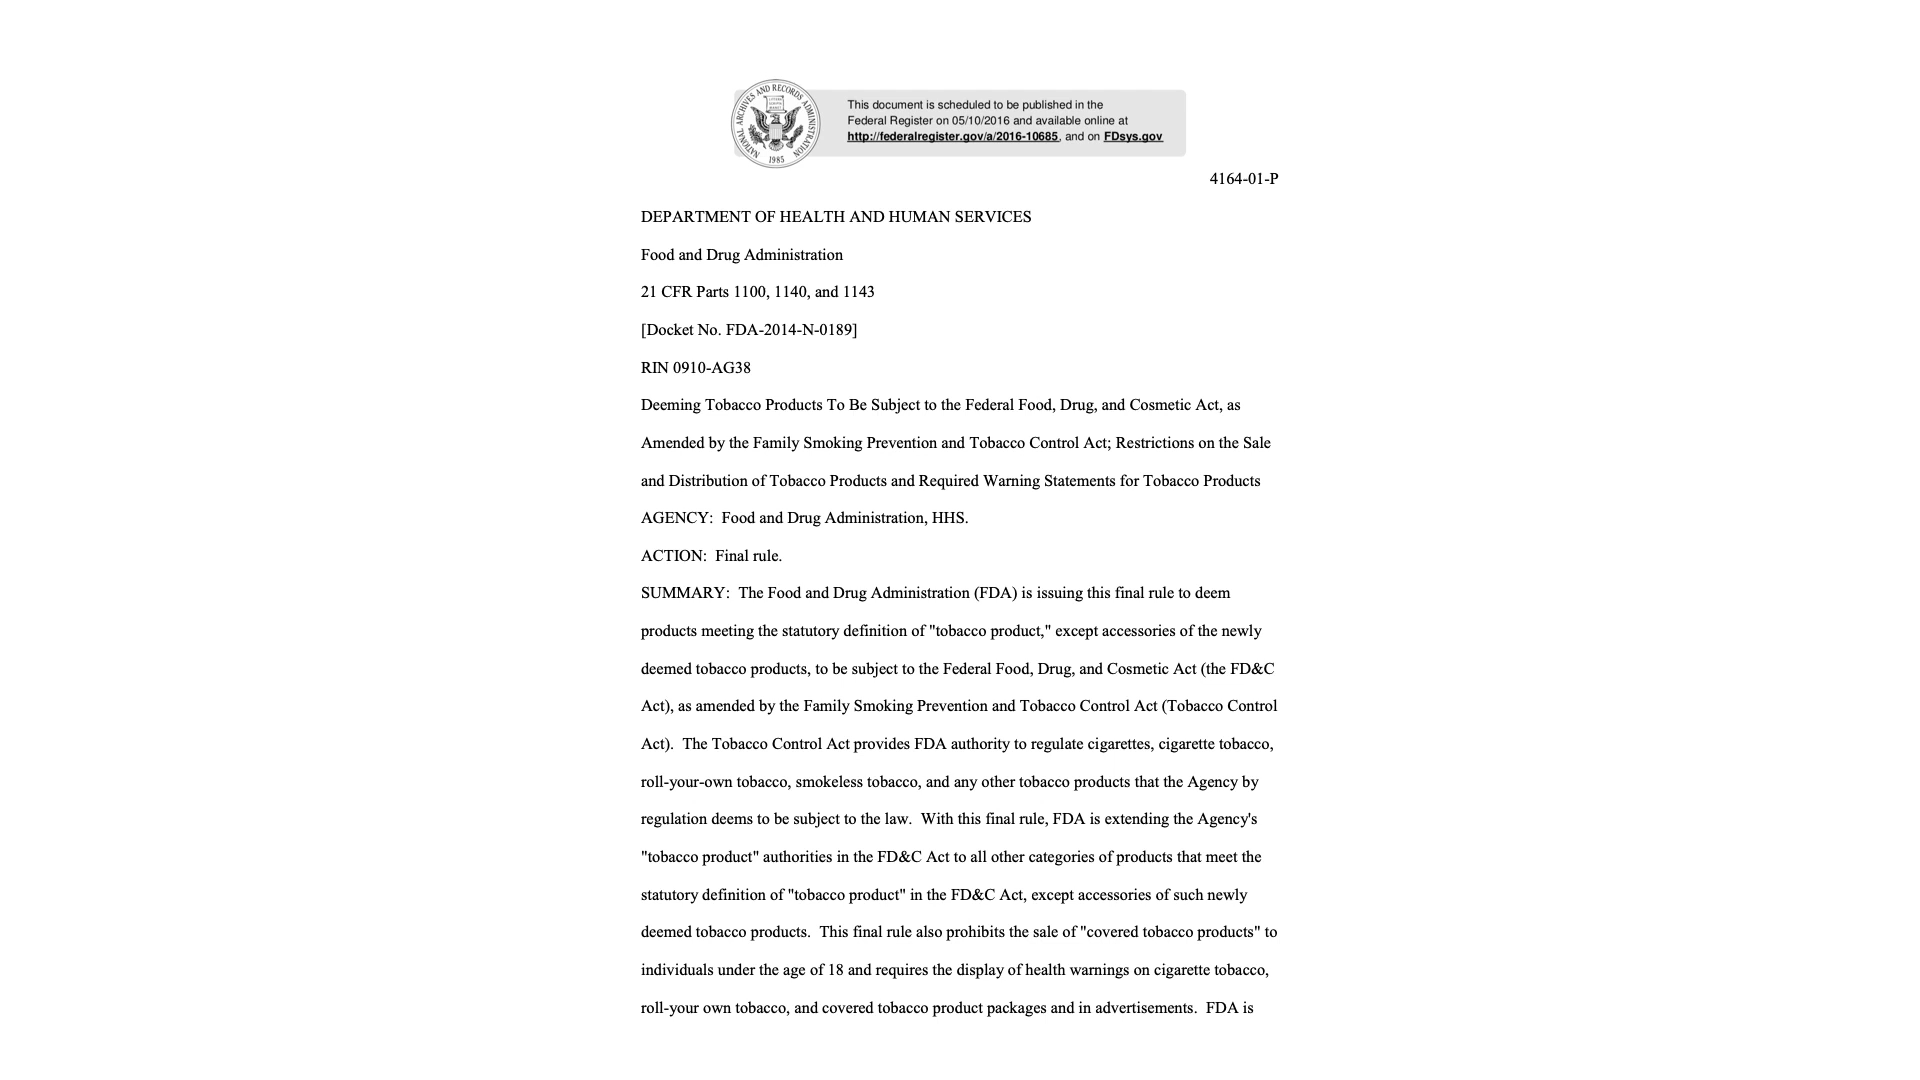 NATIONAL ARCHIVES AND RECORDS ADMINISTRATION
1985
This document is scheduled to be published in the
Federal Register on 05/10/2016 and available online at
http://federalregister.gov/a/2016-10685, and on FDsys.gov
4164-01-P
DEPARTMENT OF HEALTH AND HUMAN SERVICES
Food and Drug Administration
21 CFR Parts 1100, 1140, and 1143
[Docket No. FDA-2014-N-0189]
RIN 0910-AG38
Deeming Tobacco Products To Be Subject to the Federal Food, Drug, and Cosmetic Act, as
Amended by the Family Smoking Prevention and Tobacco Control Act; Restrictions on the Sale
and Distribution of Tobacco Products and Required Warning Statements for Tobacco Products
AGENCY:  Food and Drug Administration, HHS.
ACTION:  Final rule.
SUMMARY:  The Food and Drug Administration (FDA) is issuing this final rule to deem
products meeting the statutory definition of "tobacco product," except accessories of the newly
deemed tobacco products, to be subject to the Federal Food, Drug, and Cosmetic Act (the FD&C
Act), as amended by the Family Smoking Prevention and Tobacco Control Act (Tobacco Control
Act).  The Tobacco Control Act provides FDA authority to regulate cigarettes, cigarette tobacco,
roll-your-own tobacco, smokeless tobacco, and any other tobacco products that the Agency by
regulation deems to be subject to the law.  With this final rule, FDA is extending the Agency's
"tobacco product" authorities in the FD&C Act to all other categories of products that meet the
statutory definition of "tobacco product" in the FD&C Act, except accessories of such newly
deemed tobacco products.  This final rule also prohibits the sale of "covered tobacco products" to
individuals under the age of 18 and requires the display of health warnings on cigarette tobacco,
roll-your own tobacco, and covered tobacco product packages and in advertisements.  FDA is